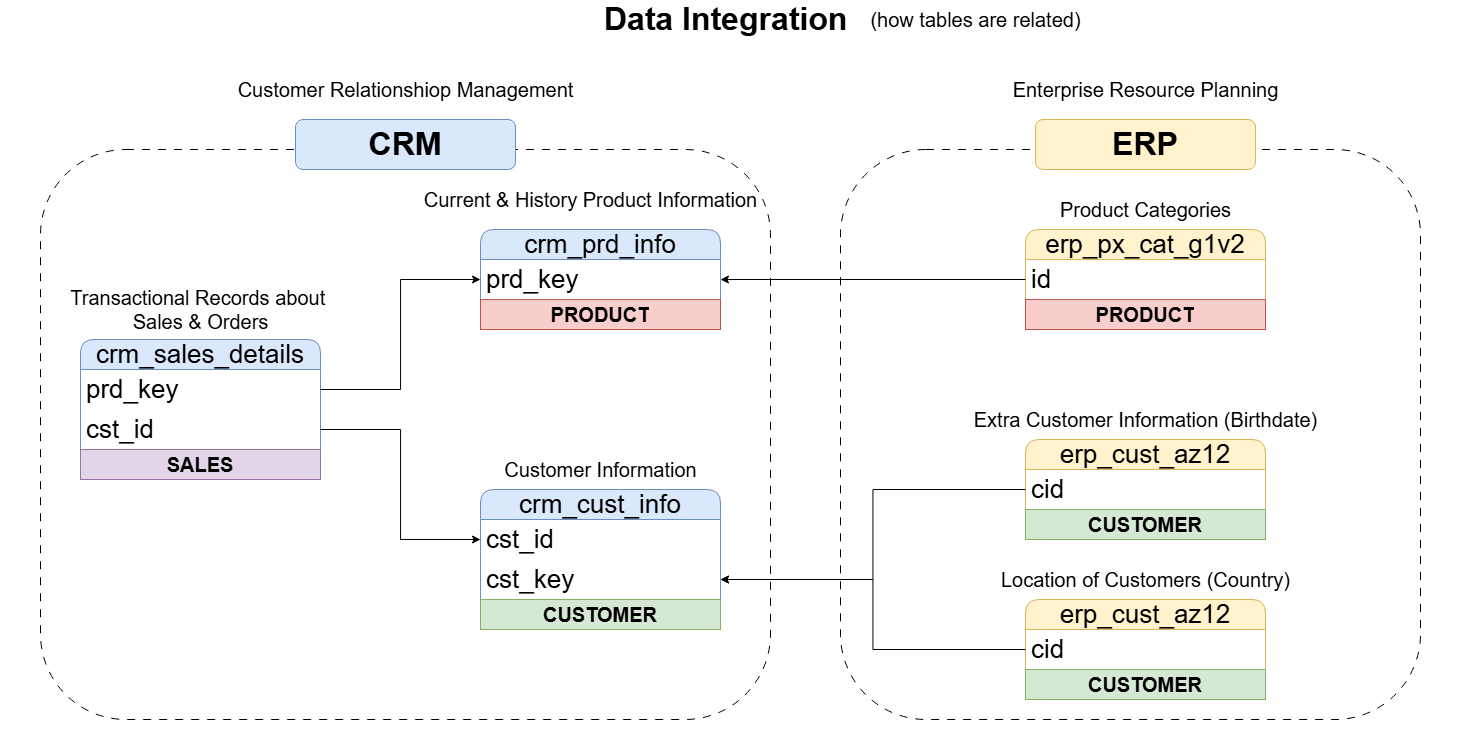 Data Integration (how tables are related)
Customer Relationshiop Management
CRM
Current & History Product Information
crm_prd_info
prd_key
PRODUCT
Transactional Records about
Sales & Orders
crm_sales_details
prd_key
cst_id
SALES
Customer Information
crm_cust_info
cst_id
cst_key
CUSTOMER
Enterprise Resource Planning
ERP
Product Categories
erp_px_cat_g1v2
id
PRODUCT
Extra Customer Information (Birthdate)
erp_cust_az12
cid
CUSTOMER
Location of Customers (Country)
erp_cust_az12
cid
CUSTOMER